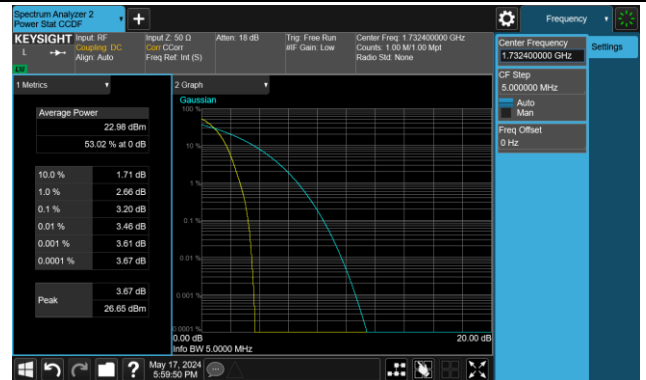 Spectrum Analyzer 2
Power Stat CCDF
Frequency
KEYSIGHT
L
Input: RF
Coupling: DC
Align: Auto
Input Z: 50 Ω
Corr CCorr
Freq Ref: Int (S)
Atten: 18 dB
Trig: Free Run
#IF Gain: Low
Center Freq: 1.732400000 GHz
Counts: 1.00 M/1.00 Mpt
Radio Std: None
Center Frequency
1.732400000 GHz
Settings
CF Step
5.000000 MHz
Auto
Man
Freq Offset
0 Hz
1 Metrics
2 Graph
Average Power
22.98 dBm
53.02 % at 0 dB
10.0 % 1.71 dB
1.0 % 2.66 dB
0.1 % 3.20 dB
0.01 % 3.46 dB
0.001 % 3.61 dB
0.0001 % 3.67 dB
Peak
3.67 dB
26.65 dBm
Gaussian
100 %
10 %
1 %
0.1 %
0.01 %
0.001 %
0.0001 %
0.00 dB
20.00 dB
Info BW 5.0000 MHz
?
May 17, 2024
5:59:50 PM